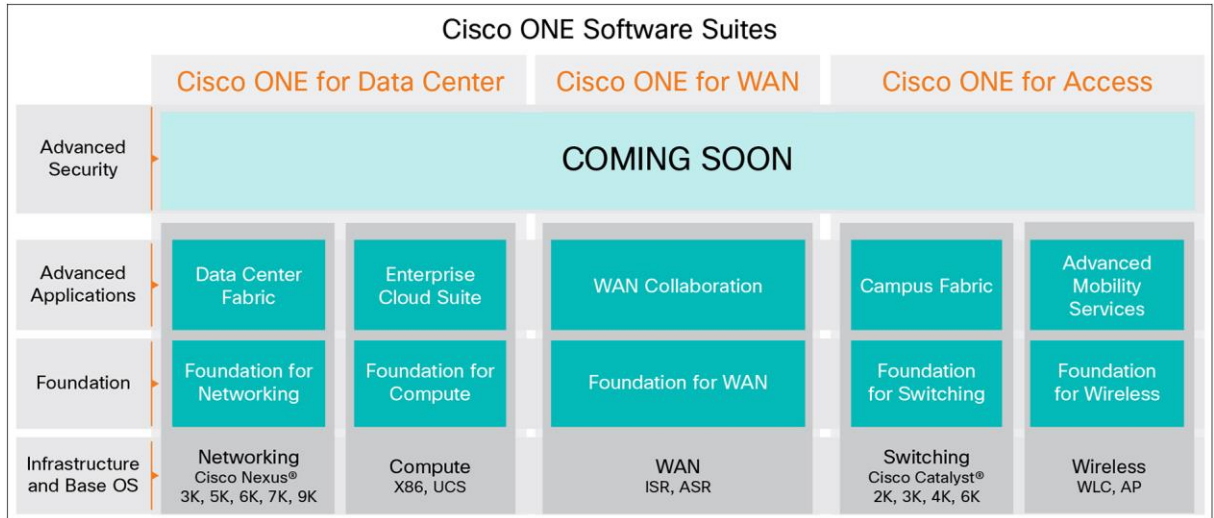 Cisco ONE Software Suites
Cisco ONE for Data Center
Cisco ONE for WAN
Cisco ONE for Access
Advanced
Security
COMING SOON
Advanced
Applications
Data Center
Fabric
Enterprise
Cloud Suite
WAN Collaboration
Campus Fabric
Advanced
Mobility
Services
Foundation
Foundation for
Networking
Foundation for
Compute
Foundation for WAN
Foundation
for Switching
Foundation
for Wireless
Infrastructure
and Base OS
Networking
Cisco Nexus®
3K, 5K, 6K, 7K, 9K
Compute
X86, UCS
WAN
ISR, ASR
Switching
Cisco Catalyst®
2K, 3K, 4K, 6K
Wireless
WLC, AP